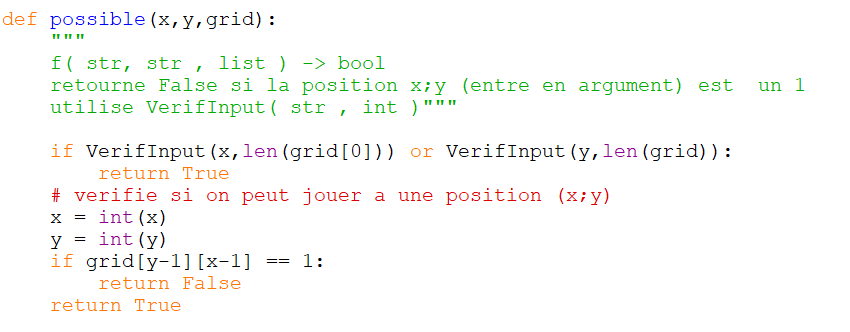 def possible(x,y,grid):
    """
    f( str, str , list ) -> bool
    retourne False si la position x;y (entre en argument) est  un 1
    utilise VerifInput( str , int )"""

    if VerifInput(x,len(grid[0])) or VerifInput(y,len(grid)):
        return True
    # verifie si on peut jouer a une position (x;y)
    x = int(x)
    y = int(y)
    if grid[y-1][x-1] == 1:
        return False
    return True